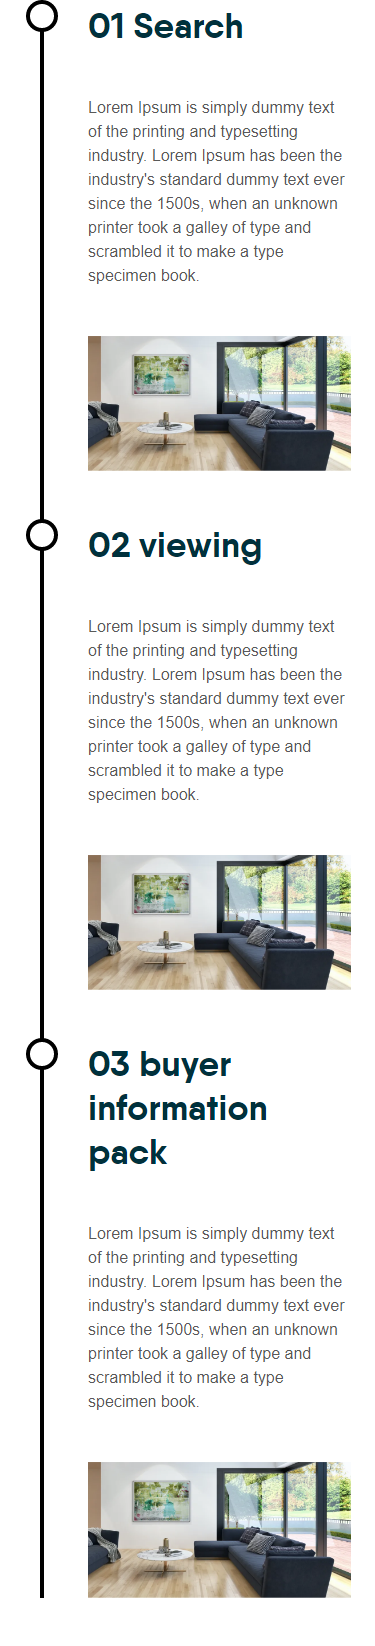 01 Search
Lorem Ipsum is simply dummy text
of the printing and typesetting
industry. Lorem Ipsum has been the
industry's standard dummy text ever
since the 1500s, when an unknown
printer took a galley of type and
scrambled it to make a type
specimen book.
02 viewing
Lorem Ipsum is simply dummy text
of the printing and typesetting
industry. Lorem Ipsum has been the
industry's standard dummy text ever
since the 1500s, when an unknown
printer took a galley of type and
scrambled it to make a type
specimen book.
03 buyer
information
pack
Lorem Ipsum is simply dummy text
of the printing and typesetting
industry. Lorem Ipsum has been the
industry's standard dummy text ever
since the 1500s, when an unknown
printer took a galley of type and
scrambled it to make a type
specimen book.